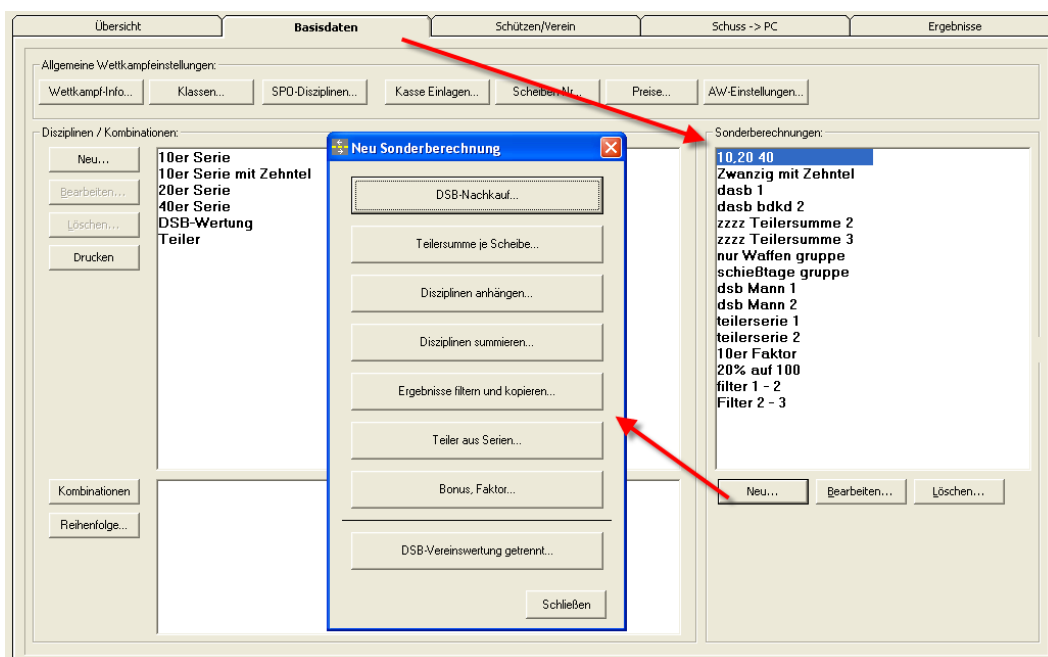 Übersicht
Basisdaten
Schützen/Verein
Schuss -> PC
Ergebnisse
Allgemeine Wettkampfeinstellungen:
Wettkampf-Info...
Klassen...
SPO-Disziplinen...
Kasse Einlagen...
Scheiben Nr...
Preise...
AW-Einstellungen...
Disziplinen / Kombinationen:
Neu...
Bearbeiten...
Löschen...
Drucken
10er Serie
10er Serie mit Zehntel
20er Serie
40er Serie
DSB-Wertung
Teiler
Kombinationen
Reihenfolge...
Neu Sonderberechnung
DSB-Nachkauf...
Teilersumme je Scheibe...
Disziplinen anhängen...
Disziplinen summieren...
Ergebnisse filtern und kopieren...
Teiler aus Serien...
Bonus, Faktor...
DSB-Vereinswertung getrennt...
Schließen
Sonderberechnungen:
10,20 40
Zwanzig mit Zehntel
dasb 1
dasb bdkd 2
zzzz Teilersumme 2
zzzz Teilersumme 3
nur Waffen gruppe
schießtage gruppe
dsb Mann 1
dsb Mann 2
teilerserie 1
teilerserie 2
10er Faktor
20% auf 100
filter 1 - 2
Filter 2 - 3
Neu...
Bearbeiten...
Löschen...